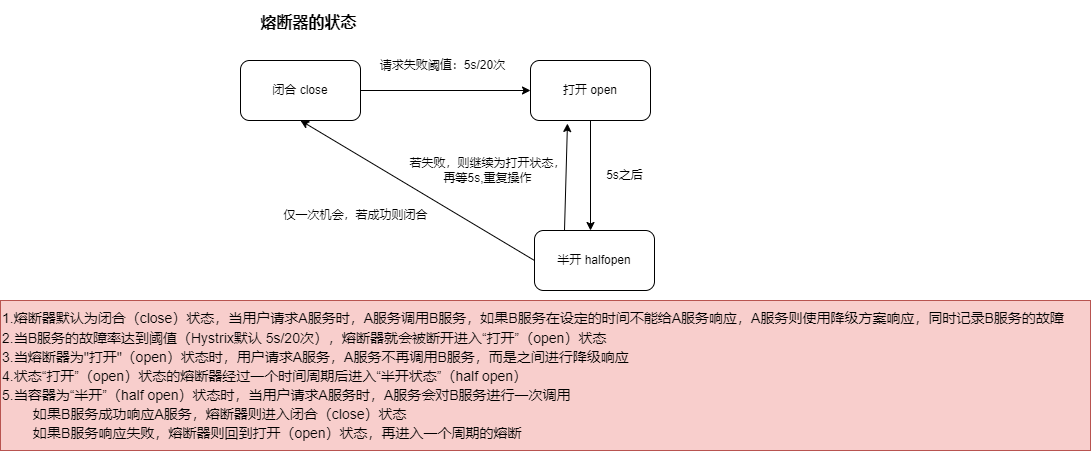 熔断器的状态
请求失败阈值：5s/20次
闭合 close
打开 open
若失败，则继续为打开状态，
再等5s,重复操作
5s之后
仅一次机会，若成功则闭合
半开 halfopen
1.熔断器默认为闭合（close）状态，当用户请求A服务时，A服务调用B服务，如果B服务在设定的时间不能给A服务响应，A服务则使用降级方案响应，同时记录B服务的故障
2.当B服务的故障率达到阈值（Hystrix默认 5s/20次），熔断器就会被断开进入“打开”（open）状态
3.当熔断器为"打开"（open）状态时，用户请求A服务，A服务不再调用B服务，而是之间进行降级响应
4.状态“打开”（open）状态的熔断器经过一个时间周期后进入“半开状态”（half open）
5.当容器为“半开”（half open）状态时，当用户请求A服务时，A服务会对B服务进行一次调用
如果B服务成功响应A服务，熔断器则进入闭合（close）状态
如果B服务响应失败，熔断器则回到打开（open）状态，再进入一个周期的熔断